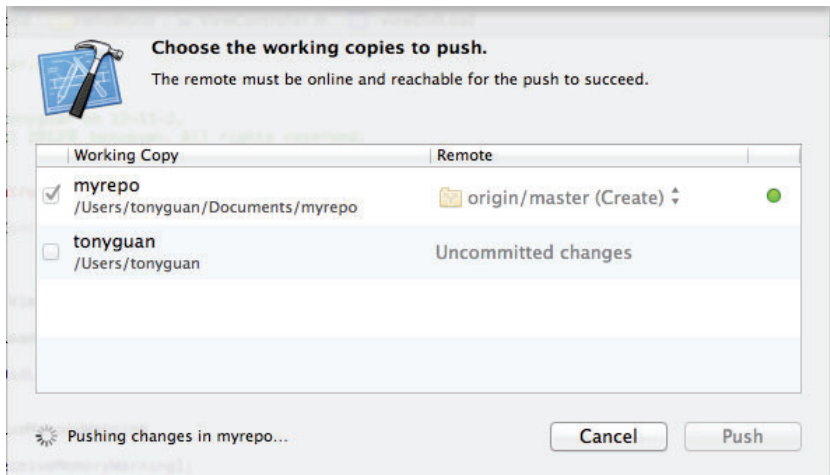 Choose the working copies to push.
The remote must be online and reachable for the push to succeed.
Working Copy Remote
myrepo
/Users/tonyguan/Documents/myrepo
origin/master (Create)
tonyguan
/Users/tonyguan
Uncommitted changes
Pushing changes in myrepo...
Cancel Push